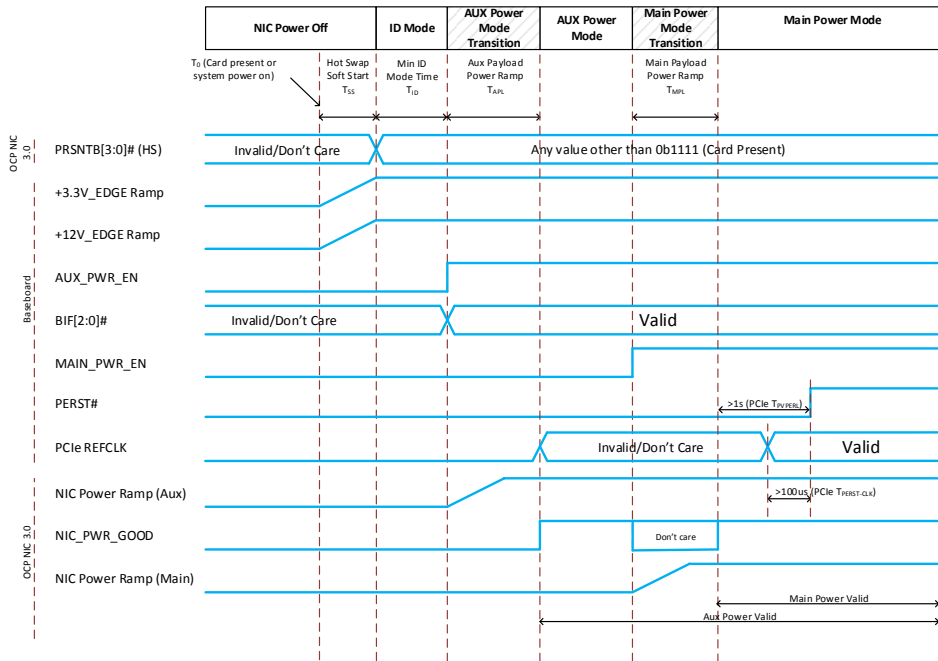 NIC Power Off
ID Mode
AUX Power
Mode
Transition
AUX Power
Mode
Main Power
Mode
Transition
Main Power Mode
T0 (Card present or
system power on)
Hot Swap
Soft Start
TSS
Min ID
Mode Time
TID
Aux Payload
Power Ramp
TAPL
Main Payload
Power Ramp
TMPL
OCP NIC
3.0
PRSNTB[3:0]# (HS)
Invalid/Don't Care
Any value other than 0b1111 (Card Present)
Baseboard
+3.3V_EDGE Ramp
+12V_EDGE Ramp
AUX_PWR_EN
BIF[2:0]#
Invalid/Don't Care
Valid
MAIN_PWR_EN
PERST#
>1s (PCIe TPVPERL)
PCIe REFCLK
Invalid/Don't Care
Valid
OCP NIC 3.0
NIC Power Ramp (Aux)
>100us (PCIe TPERST-CLK)
NIC_PWR_GOOD
Don't care
NIC Power Ramp (Main)
Main Power Valid
Aux Power Valid